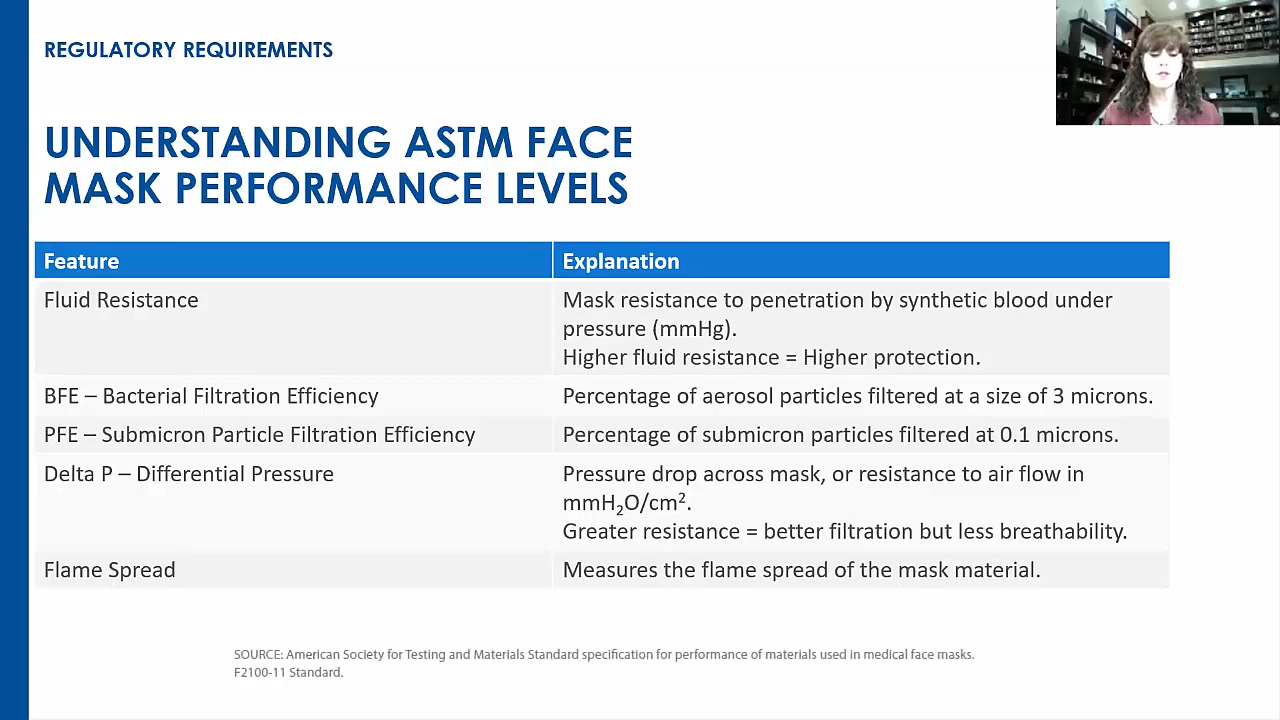 REGULATORY REQUIREMENTS
UNDERSTANDING ASTM FACE
MASK PERFORMANCE LEVELS
Feature
Explanation
Fluid Resistance
Mask resistance to penetration by synthetic blood under
pressure (mmHg).
Higher fluid resistance = Higher protection.
BFE – Bacterial Filtration Efficiency
Percentage of aerosol particles filtered at a size of 3 microns.
PFE – Submicron Particle Filtration Efficiency
Percentage of submicron particles filtered at 0.1 microns.
Delta P – Differential Pressure
Pressure drop across mask, or resistance to air flow in
mmH₂O/cm².
Greater resistance = better filtration but less breathability.
Flame Spread
Measures the flame spread of the mask material.
SOURCE: American Society for Testing and Materials Standard specification for performance of materials used in medical face masks.
F2100-11 Standard.